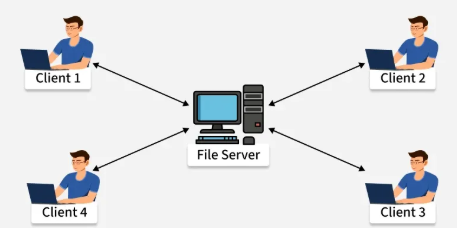 Client 1
Client 2
File Server
Client 4
Client 3